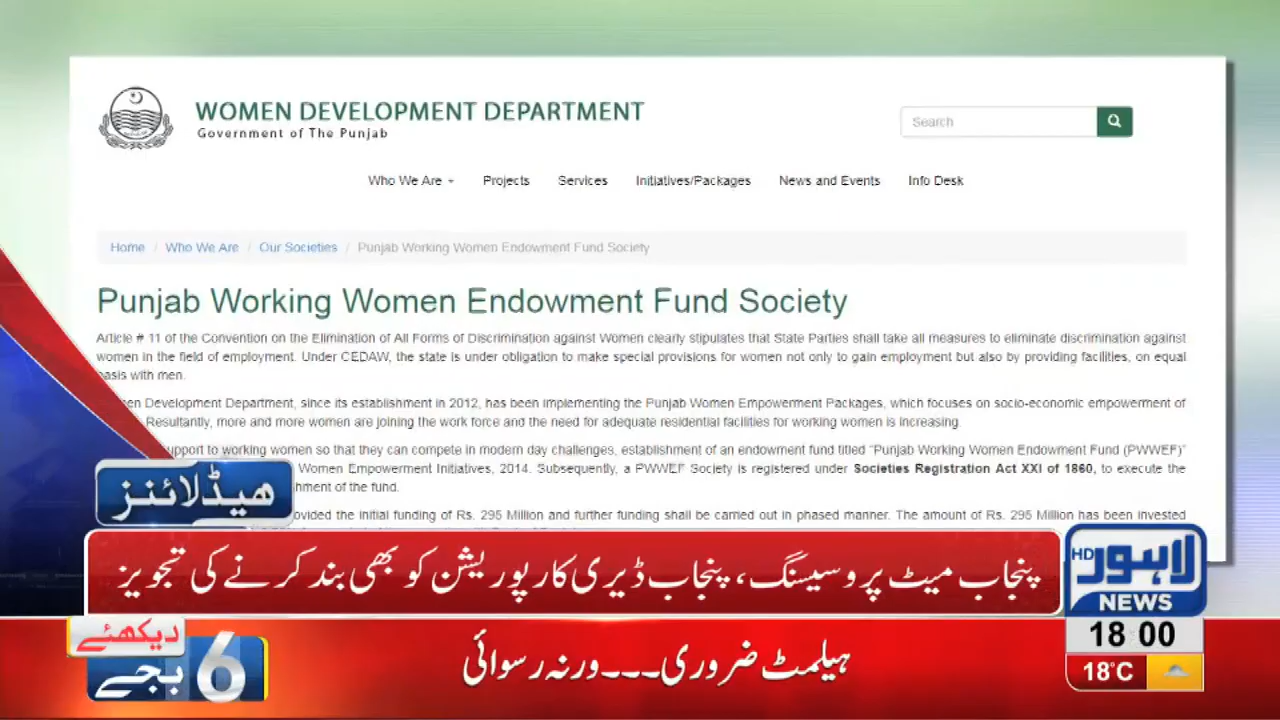 WOMEN DEVELOPMENT DEPARTMENT
Government of The Punjab
Search
Who We Are Projects Services Initiatives/Packages News and Events Info Desk
Home / Who We Are / Our Societies / Punjab Working Women Endowment Fund Society
Punjab Working Women Endowment Fund Society
Article # 11 of the Convention on the Elimination of All Forms of Discrimination against Women clearly stipulates that State Parties shall take all measures to eliminate discrimination against
women in the field of employment. Under CEDAW, the state is under obligation to make special provisions for women not only to gain employment but also by providing facilities, on equal
basis with men.
Development Department, since its establishment in 2012, has been implementing the Punjab Women Empowerment Packages, which focuses on socio-economic empowerment of
Resultantly, more and more women are joining the work force and the need for adequate residential facilities for working women is increasing.
support to working women so that they can compete in modern day challenges, establishment of an endowment fund titled "Punjab Working Women Endowment Fund (PWWEF)"
Women Empowerment Initiatives, 2014. Subsequently, a PWWEF Society is registered under Societies Registration Act XXI of 1860, to execute the
of the fund.
the initial funding of Rs. 295 Million and further funding shall be carried out in phased manner. The amount of Rs. 295 Million has been invested
ہیڈلائنز
پنجاب میٹ پروسیسنگ، پنجاب ڈیری کارپوریشن کو بھی بند کرنے کی تجویز
لاہور HD
NEWS
18:00
18°C
دیکھئے
6 بجے
ہیلمٹ ضروری۔۔۔ورنہ رسوائی